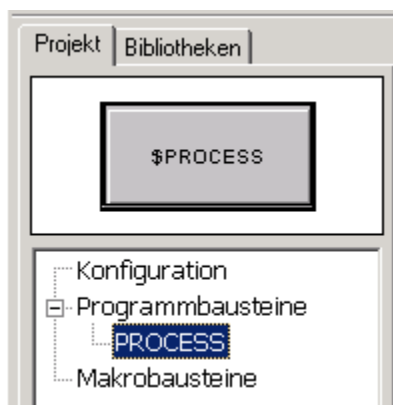 Projekt Bibliotheken
$PROCESS
Konfiguration
Programmbausteine
PROCESS
Makrobausteine